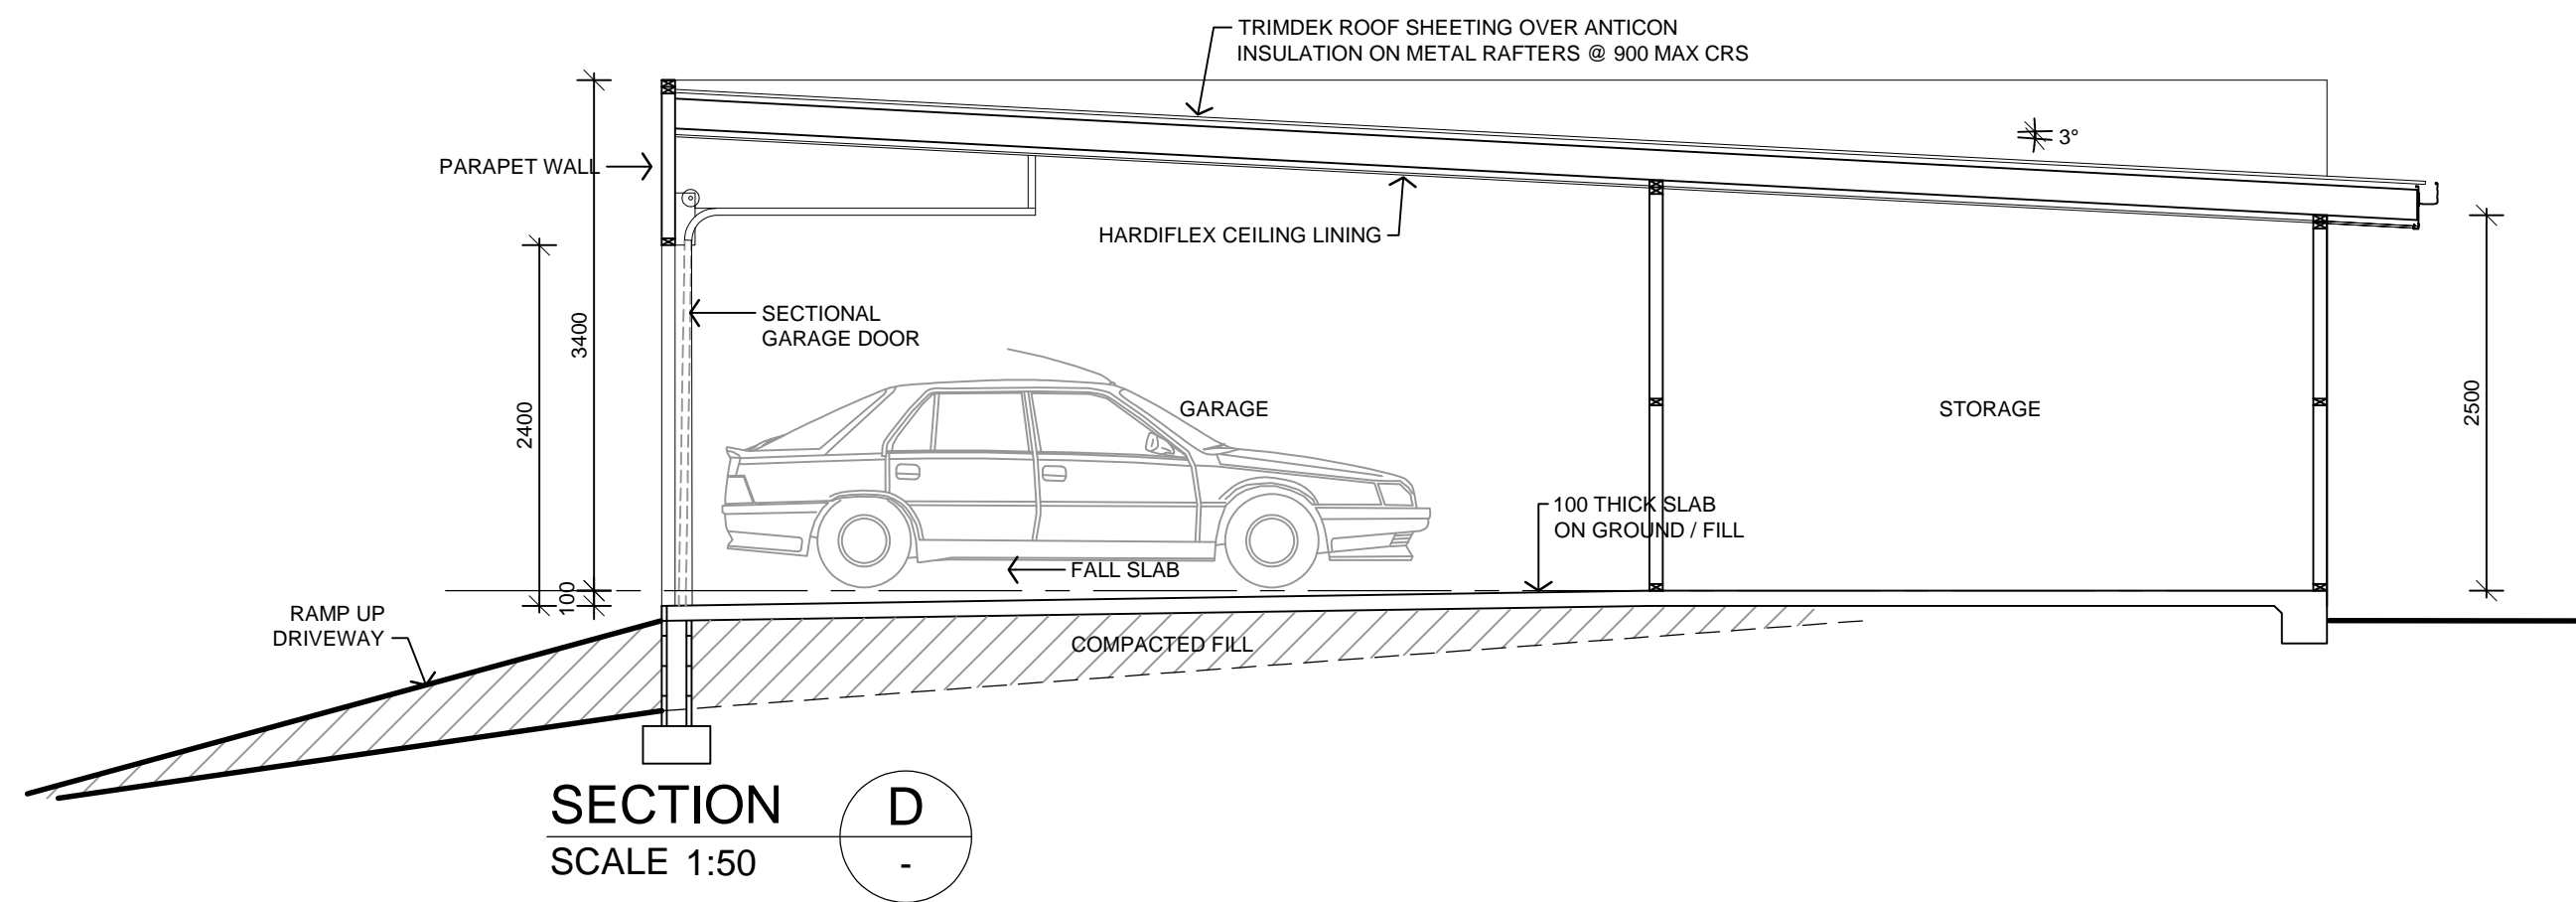 TRIMDEK ROOF SHEETING OVER ANTICON
INSULATION ON METAL RAFTERS @ 900 MAX CRS
3°
PARAPET WALL
HARDIFLEX CEILING LINING
SECTIONAL
GARAGE DOOR
3400
2400
100
GARAGE
STORAGE
2500
100 THICK SLAB
ON GROUND / FILL
FALL SLAB
RAMP UP
DRIVEWAY
COMPACTED FILL
SECTION
D
SCALE 1:50
-